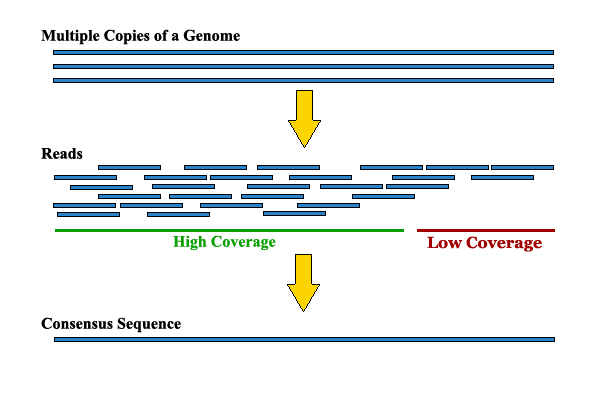 Multiple Copies of a Genome
Reads
High Coverage
Low Coverage
Consensus Sequence